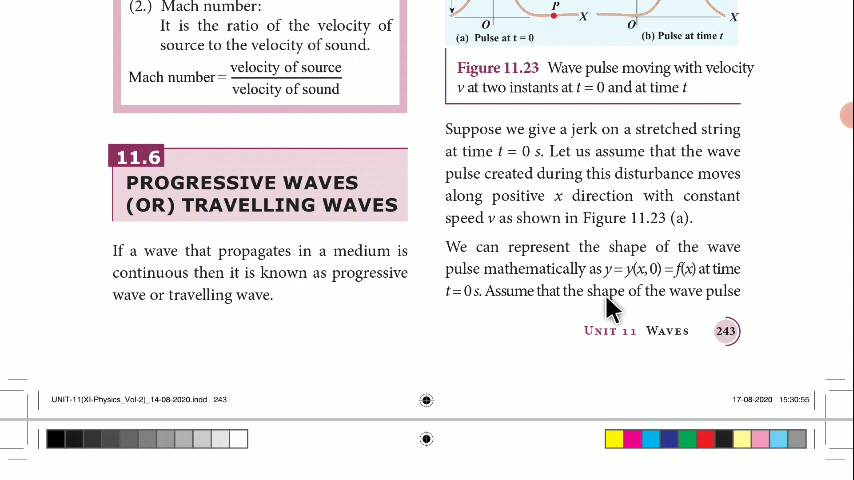 (2.) Mach number:
It is the ratio of the velocity of
source to the velocity of sound.
Mach number = velocity of source
velocity of sound
11.6
PROGRESSIVE WAVES
(OR) TRAVELLING WAVES
If a wave that propagates in a medium is
continuous then it is known as progressive
wave or travelling wave.
P
O X O X
(a) Pulse at t = 0 (b) Pulse at time t
Figure 11.23 Wave pulse moving with velocity
v at two instants at t = 0 and at time t
Suppose we give a jerk on a stretched string
at time t = 0 s. Let us assume that the wave
pulse created during this disturbance moves
along positive x direction with constant
speed v as shown in Figure 11.23 (a).
We can represent the shape of the wave
pulse mathematically as y = y(x, 0) = f(x) at time
t = 0 s. Assume that the shape of the wave pulse
UNIT 11 WAVES 243
UNIT-11(XI-Physics_Vol-2)_14-08-2020.indd 243 17-08-2020 15:30:55